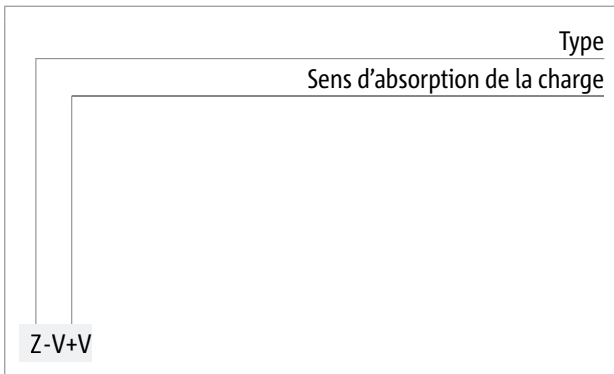 Type
Sens d’absorption de la charge
Z-V+V